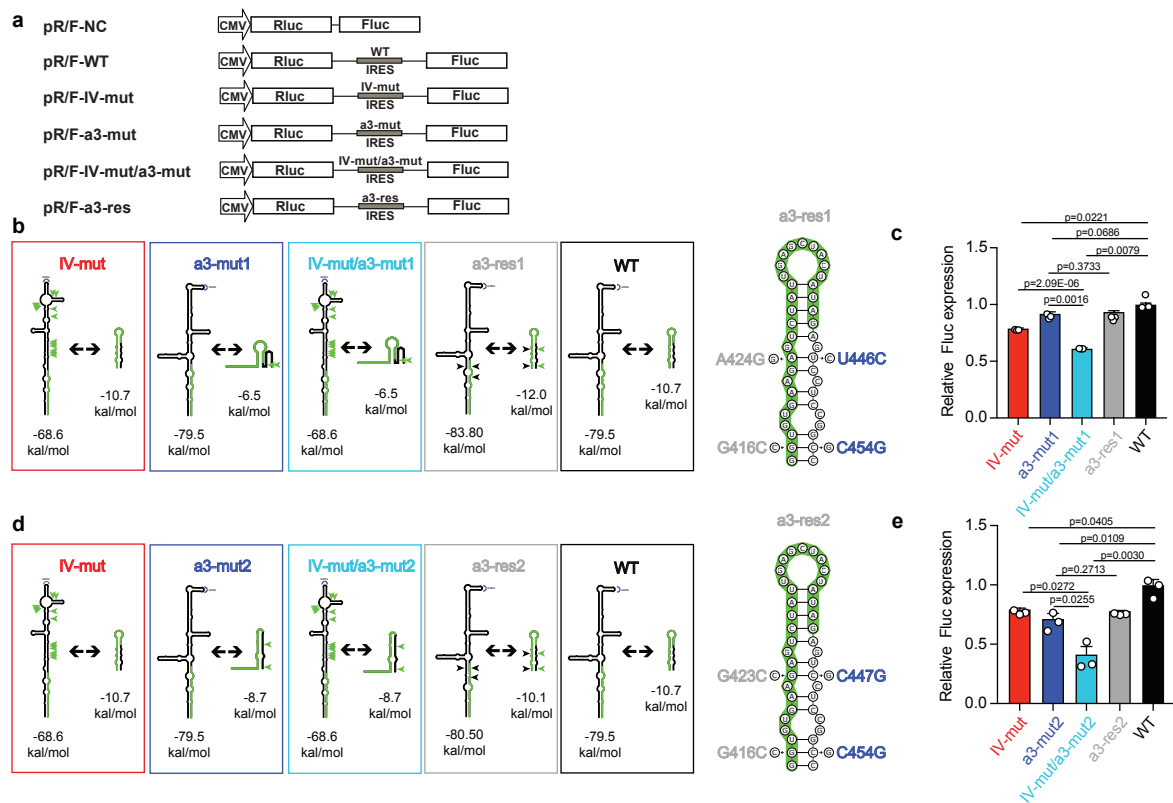 a
pR/F-NC
CMV Rluc Fluc
pR/F-WT
CMV Rluc WT IRES Fluc
pR/F-IV-mut
CMV Rluc IV-mut IRES Fluc
pR/F-a3-mut
CMV Rluc a3-mut IRES Fluc
pR/F-IV-mut/a3-mut
CMV Rluc IV-mut/a3-mut IRES Fluc
pR/F-a3-res
CMV Rluc a3-res IRES Fluc
b
IV-mut
-10.7
kal/mol
-68.6
kal/mol
a3-mut1
-6.5
kal/mol
-79.5
kal/mol
IV-mut/a3-mut1
-6.5
kal/mol
-68.6
kal/mol
a3-res1
-12.0
kal/mol
-83.80
kal/mol
WT
-10.7
kal/mol
-79.5
kal/mol
a3-res1
A424G
U446C
G416C
C454G
c
Relative Fluc expression
1.5
1.0
0.5
0.0
p=0.0221
p=0.0686
p=0.0079
p=0.3733
p=2.09E-06
p=0.0016
IV-mut
a3-mut1
IV-mut/a3-mut1
a3-res1
WT
d
IV-mut
-10.7
kal/mol
-68.6
kal/mol
a3-mut2
-8.7
kal/mol
-79.5
kal/mol
IV-mut/a3-mut2
-8.7
kal/mol
-68.6
kal/mol
a3-res2
-10.1
kal/mol
-80.50
kal/mol
WT
-10.7
kal/mol
-79.5
kal/mol
a3-res2
G423C
C447G
G416C
C454G
e
Relative Fluc expression
1.5
1.0
0.5
0.0
p=0.0405
p=0.0109
p=0.0030
p=0.2713
p=0.0272
p=0.0255
IV-mut
a3-mut2
IV-mut/a3-mut2
a3-res2
WT